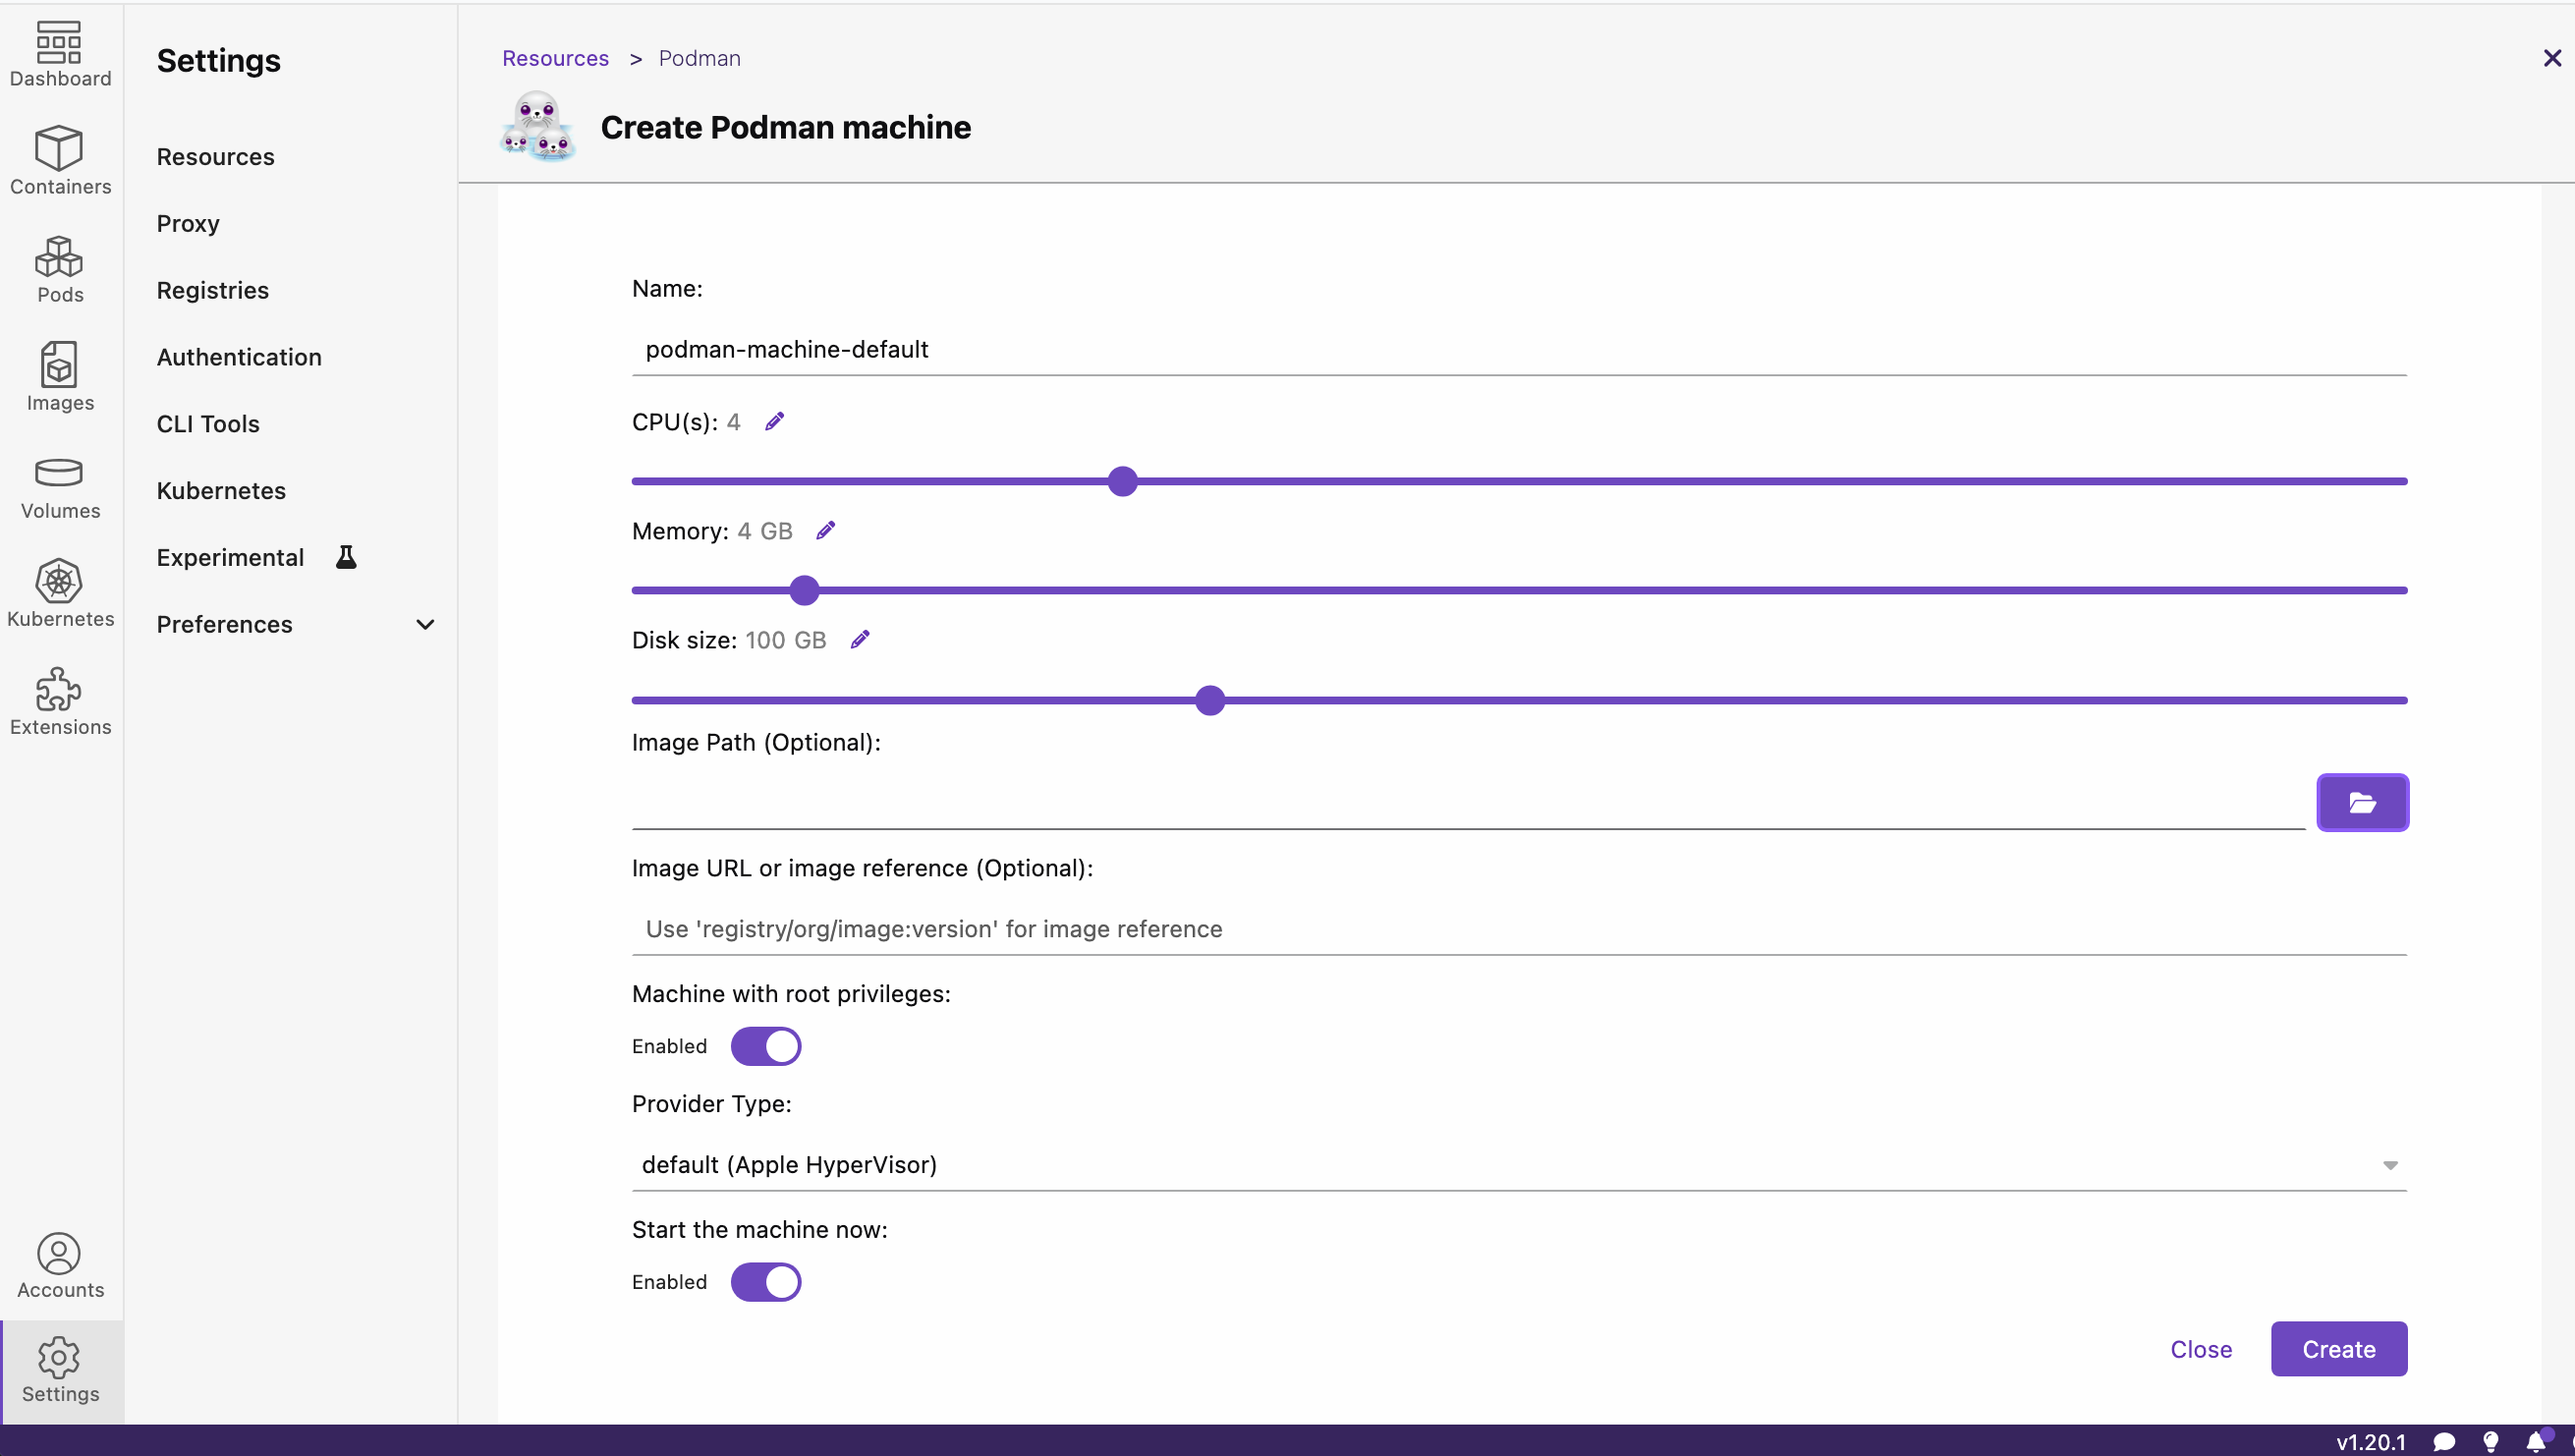 Dashboard
Containers
Pods
Images
Volumes
Kubernetes
Extensions
Accounts
Settings
Settings
Resources
Proxy
Registries
Authentication
CLI Tools
Kubernetes
Experimental
Preferences
Resources > Podman
Create Podman machine
Name:
podman-machine-default
CPU(s): 4
Memory: 4 GB
Disk size: 100 GB
Image Path (Optional):
Image URL or image reference (Optional):
Use 'registry/org/image:version' for image reference
Machine with root privileges:
Enabled
Provider Type:
default (Apple HyperVisor)
Start the machine now:
Enabled
Close
Create
v1.20.1